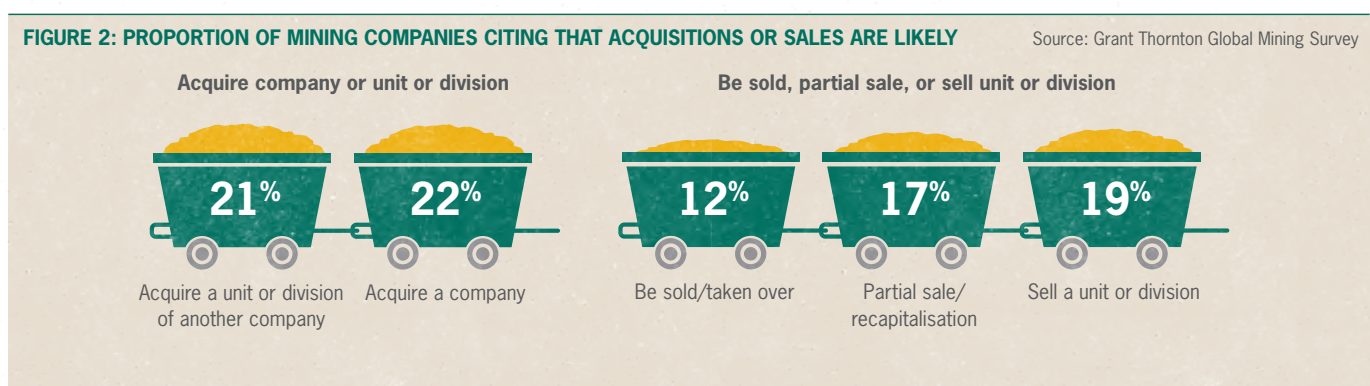 FIGURE 2: PROPORTION OF MINING COMPANIES CITING THAT ACQUISITIONS OR SALES ARE LIKELY
Source: Grant Thornton Global Mining Survey
Acquire company or unit or division
Be sold, partial sale, or sell unit or division
21%
22%
12%
17%
19%
Acquire a unit or division
of another company
Acquire a company
Be sold/taken over
Partial sale/
recapitalisation
Sell a unit or division